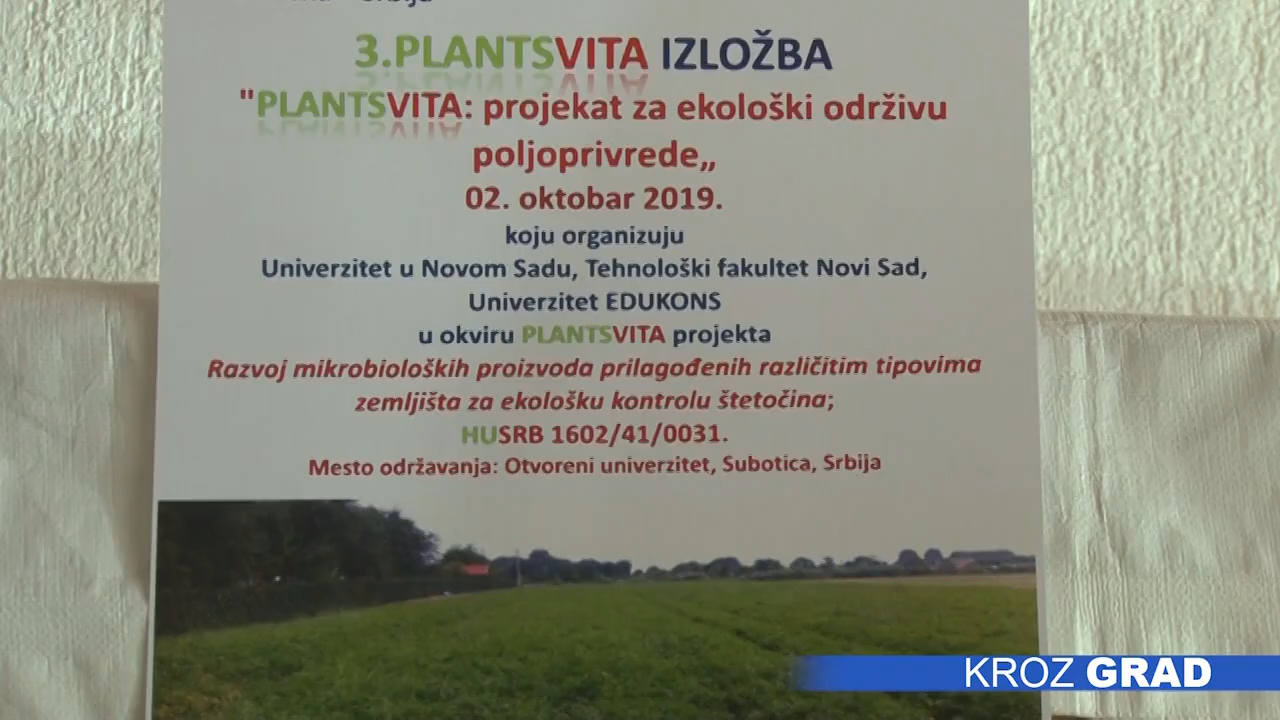 Srbija
3.PLANTSVITA IZLOŽBA
"PLANTSVITA: projekat za ekološki održivu
poljoprivrede„
02. oktobar 2019.
koju organizuju
Univerzitet u Novom Sadu, Tehnološki fakultet Novi Sad,
Univerzitet EDUKONS
u okviru PLANTSVITA projekta
Razvoj mikrobioloških proizvoda prilagođenih različitim tipovima
zemljišta za ekološku kontrolu štetočina;
HUSRB 1602/41/0031.
Mesto održavanja: Otvoreni univerzitet, Subotica, Srbija
KROZ GRAD